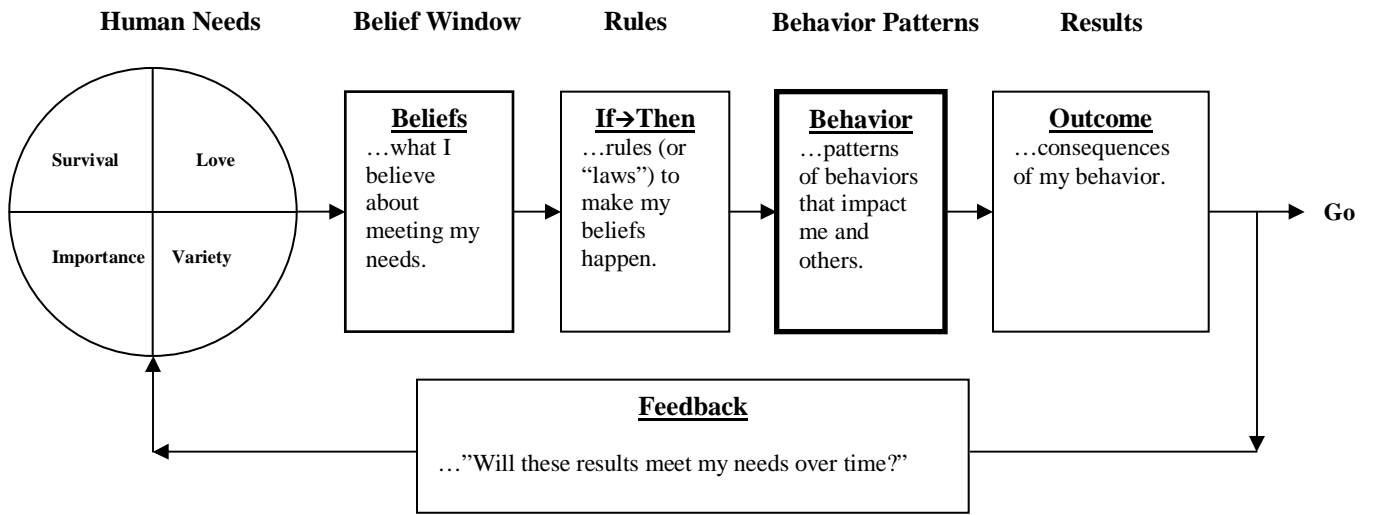 Human Needs
Belief Window
Rules
Behavior Patterns
Results
Survival
Love
Importance
Variety
Beliefs
…what I
believe
about
meeting my
needs.
If→Then
…rules (or
“laws”) to
make my
beliefs
happen.
Behavior
…patterns
of behaviors
that impact
me and
others.
Outcome
…consequences
of my behavior.
Go
Feedback
…”Will these results meet my needs over time?”